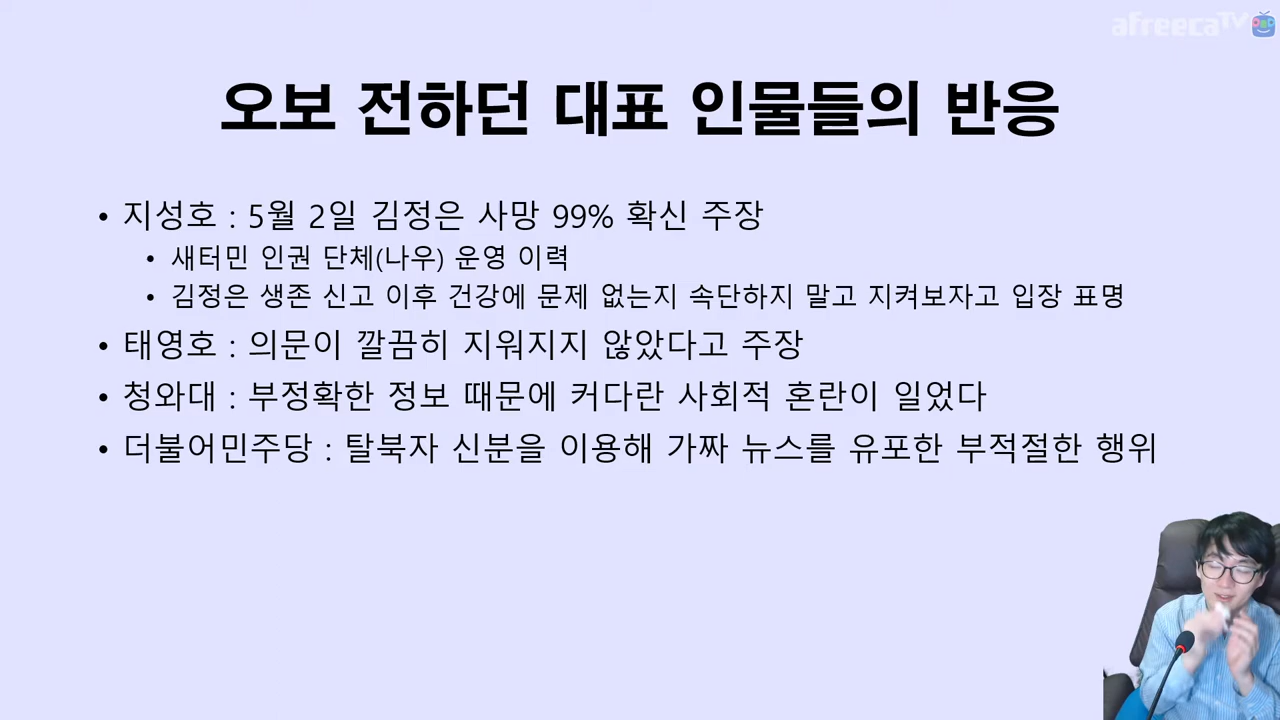 afreecaTV
오보 전하던 대표 인물들의 반응
• 지성호 : 5월 2일 김정은 사망 99% 확신 주장
• 새터민 인권 단체(나우) 운영 이력
• 김정은 생존 신고 이후 건강에 문제 없는지 속단하지 말고 지켜보자고 입장 표명
• 태영호 : 의문이 깔끔히 지워지지 않았다고 주장
• 청와대 : 부정확한 정보 때문에 커다란 사회적 혼란이 일었다
• 더불어민주당 : 탈북자 신분을 이용해 가짜 뉴스를 유포한 부적절한 행위